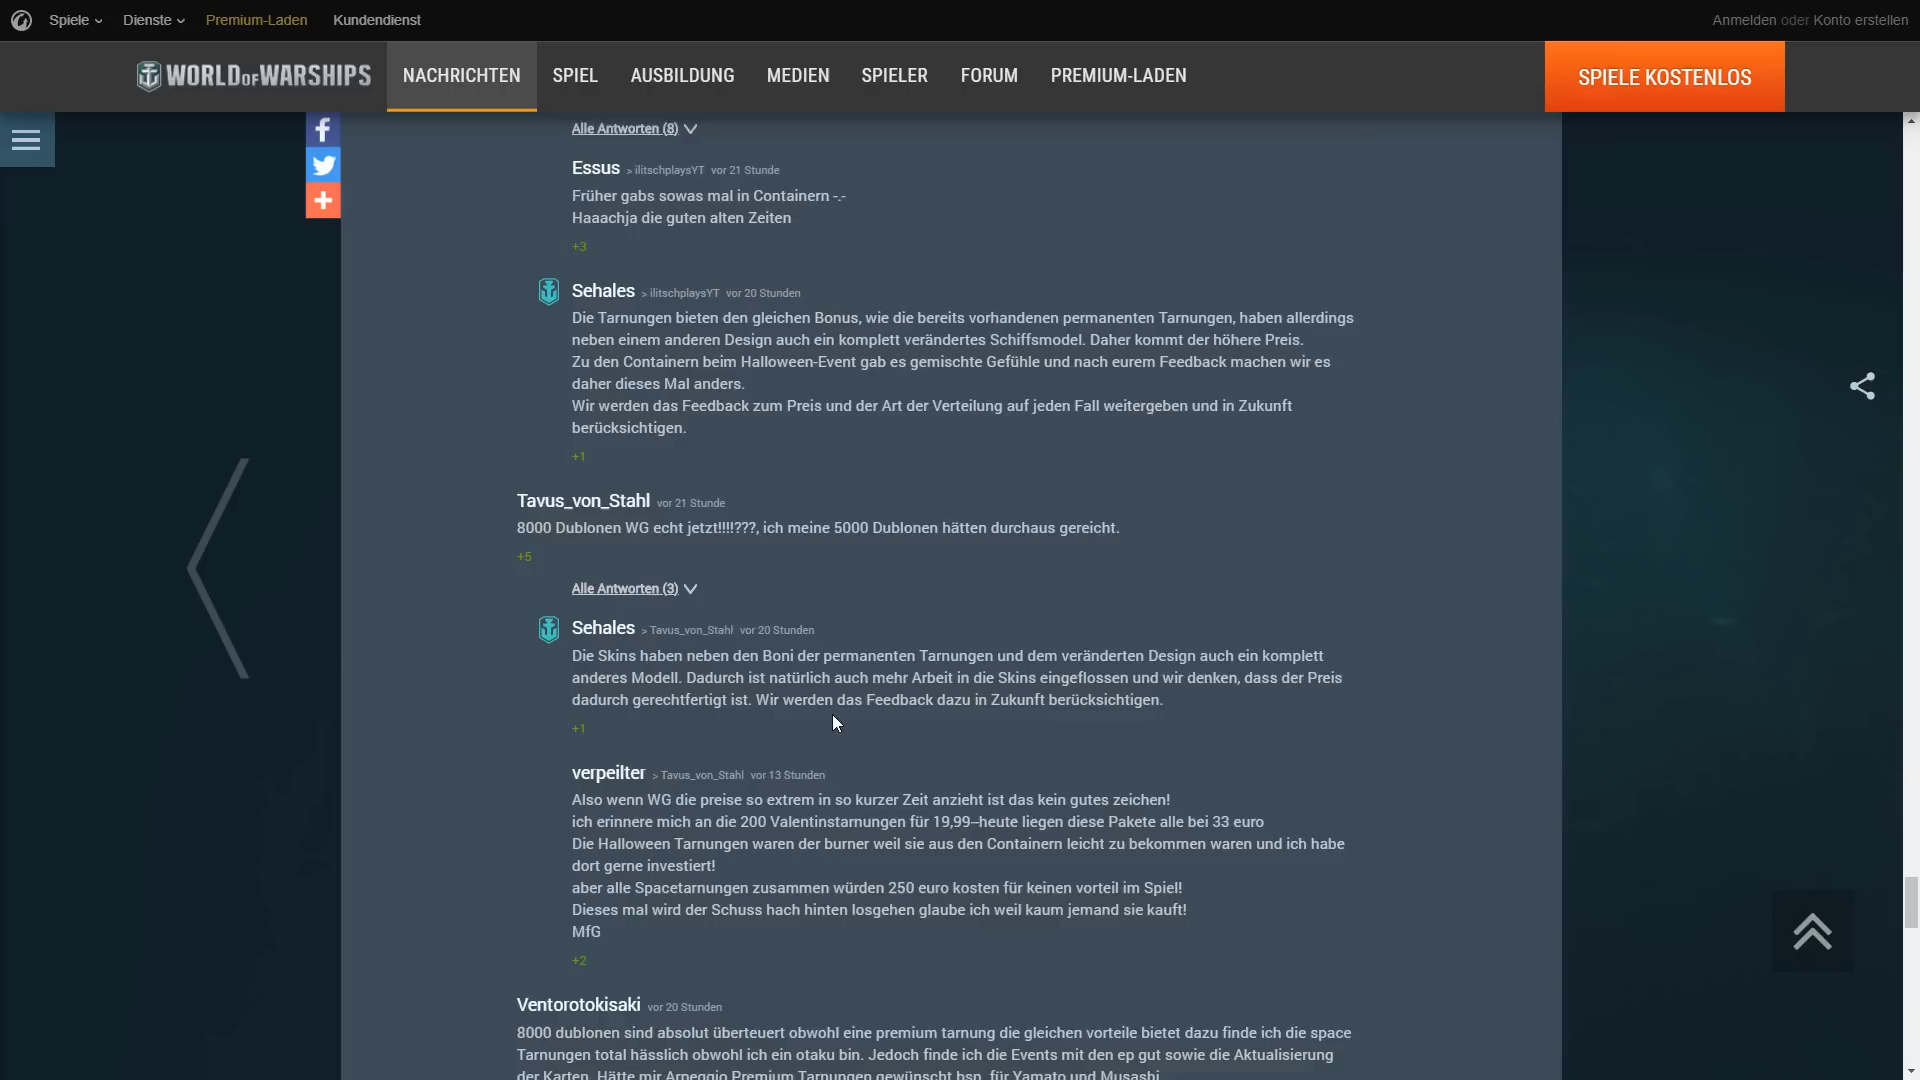 Spiele Dienste Premium-Laden Kundendienst Anmelden oder Konto erstellen
WORLD OF WARSHIPS NACHRICHTEN SPIEL AUSBILDUNG MEDIEN SPIELER FORUM PREMIUM-LADEN SPIELE KOSTENLOS
Alle Antworten (8)
Essus > ilitschplaysYT vor 21 Stunde
Früher gabs sowas mal in Containern -.-
Haaachja die guten alten Zeiten
+3
Sehales > ilitschplaysYT vor 20 Stunden
Die Tarnungen bieten den gleichen Bonus, wie die bereits vorhandenen permanenten Tarnungen, haben allerdings
neben einem anderen Design auch ein komplett verändertes Schiffsmodel. Daher kommt der höhere Preis.
Zu den Containern beim Halloween-Event gab es gemischte Gefühle und nach eurem Feedback machen wir es
daher dieses Mal anders.
Wir werden das Feedback zum Preis und der Art der Verteilung auf jeden Fall weitergeben und in Zukunft
berücksichtigen.
+1
Tavus_von_Stahl vor 21 Stunde
8000 Dublonen WG echt jetzt!!!!???, ich meine 5000 Dublonen hätten durchaus gereicht.
+5
Alle Antworten (3)
Sehales > Tavus_von_Stahl vor 20 Stunden
Die Skins haben neben den Boni der permanenten Tarnungen und dem veränderten Design auch ein komplett
anderes Modell. Dadurch ist natürlich auch mehr Arbeit in die Skins eingeflossen und wir denken, dass der Preis
dadurch gerechtfertigt ist. Wir werden das Feedback dazu in Zukunft berücksichtigen.
+1
verpeilter > Tavus_von_Stahl vor 13 Stunden
Also wenn WG die preise so extrem in so kurzer Zeit anzieht ist das kein gutes zeichen!
ich erinnere mich an die 200 Valentinstarnungen für 19,99--heute liegen diese Pakete alle bei 33 euro
Die Halloween Tarnungen waren der burner weil sie aus den Containern leicht zu bekommen waren und ich habe
dort gerne investiert!
aber alle Spacetarnungen zusammen würden 250 euro kosten für keinen vorteil im Spiel!
Dieses mal wird der Schuss hach hinten losgehen glaube ich weil kaum jemand sie kauft!
MfG
+2
Ventorotokisaki vor 20 Stunden
8000 dublonen sind absolut überteuert obwohl eine premium tarnung die gleichen vorteile bietet dazu finde ich die space
Tarnungen total hässlich obwohl ich ein otaku bin. Jedoch finde ich die Events mit den ep gut sowie die Aktualisierung
der Karten. Hätte mir Arpeggio Premium Tarnungen gewünscht bsp. für Yamato und Musashi